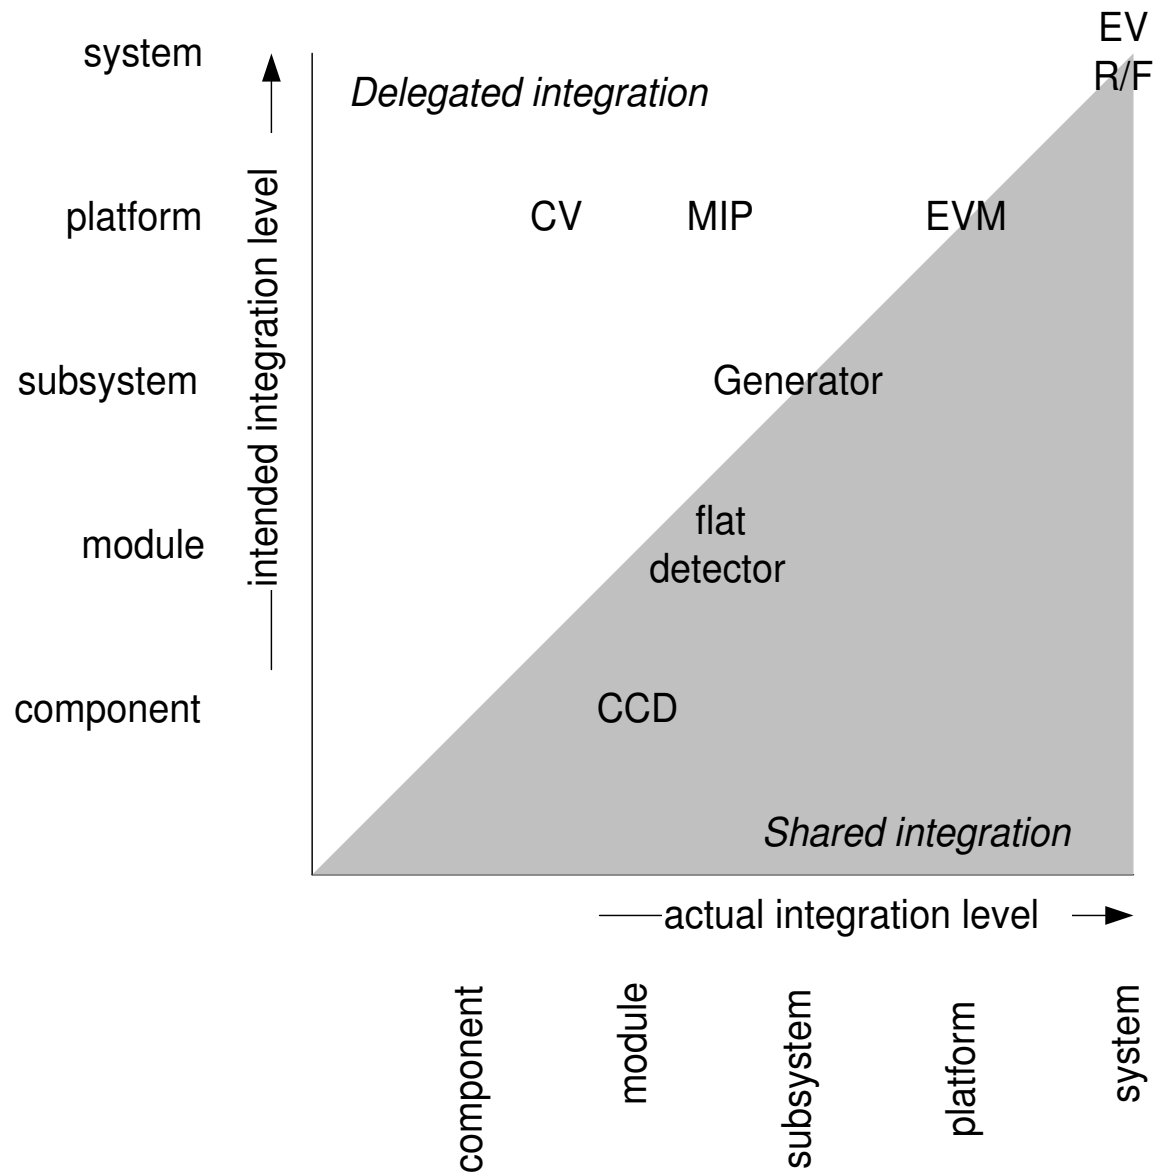 EV
R/F
system
Delegated integration
platform
CV
MIP
EVM
intended integration level
subsystem
Generator
module
flat
detector
component
CCD
Shared integration
actual integration level
component
module
subsystem
platform
system